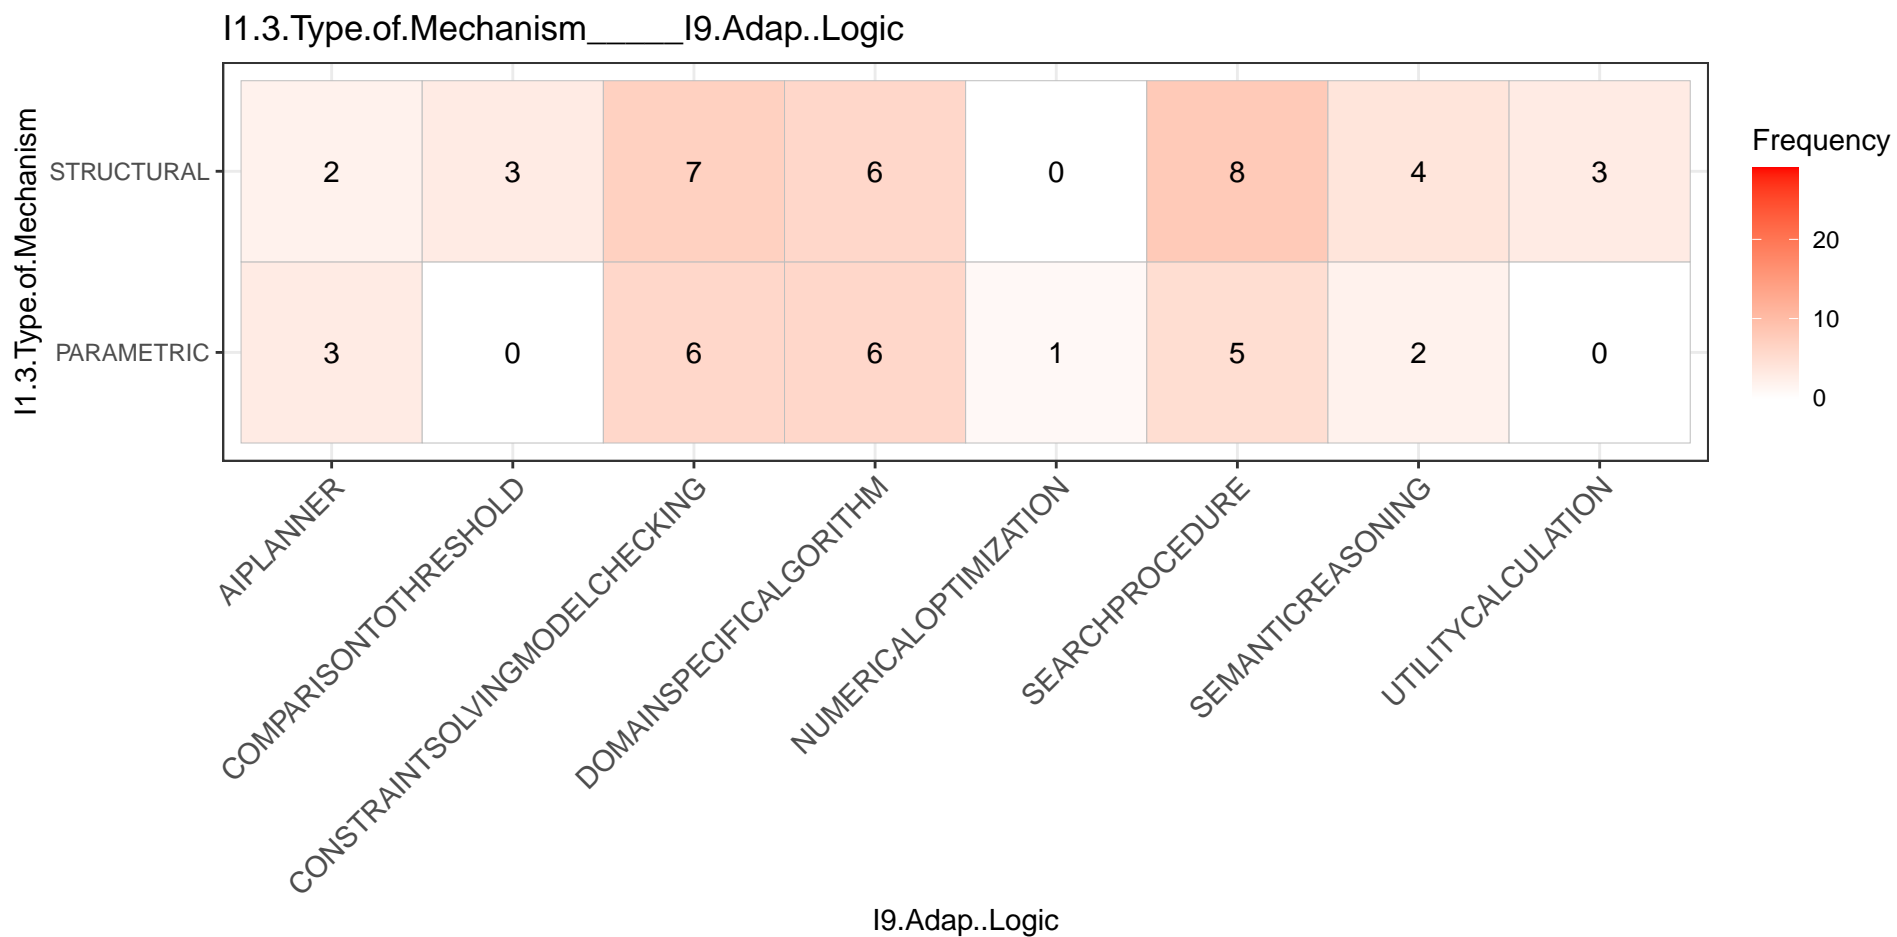 I1.3.Type.of.Mechanism_____I9.Adap..Logic
I1.3.Type.of.Mechanism
STRUCTURAL
2 3 7 6 0 8 4 3
PARAMETRIC
3 0 6 6 1 5 2 0
AIPLANNER
COMPARISONTOTHRESHOLD
CONSTRAINTSOLVINGMODELCHECKING
DOMAINSPECIFICALGORITHM
NUMERICALOPTIMIZATION
SEARCHPROCEDURE
SEMANTICREASONING
UTILITYCALCULATION
I9.Adap..Logic
Frequency
20
10
0